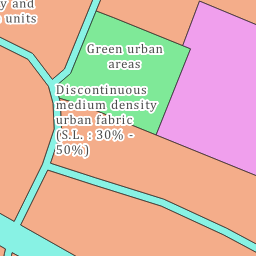 y and
units
Green urban
areas
Discontinuous
medium density
urban fabric
(S.L. : 30% -
50%)